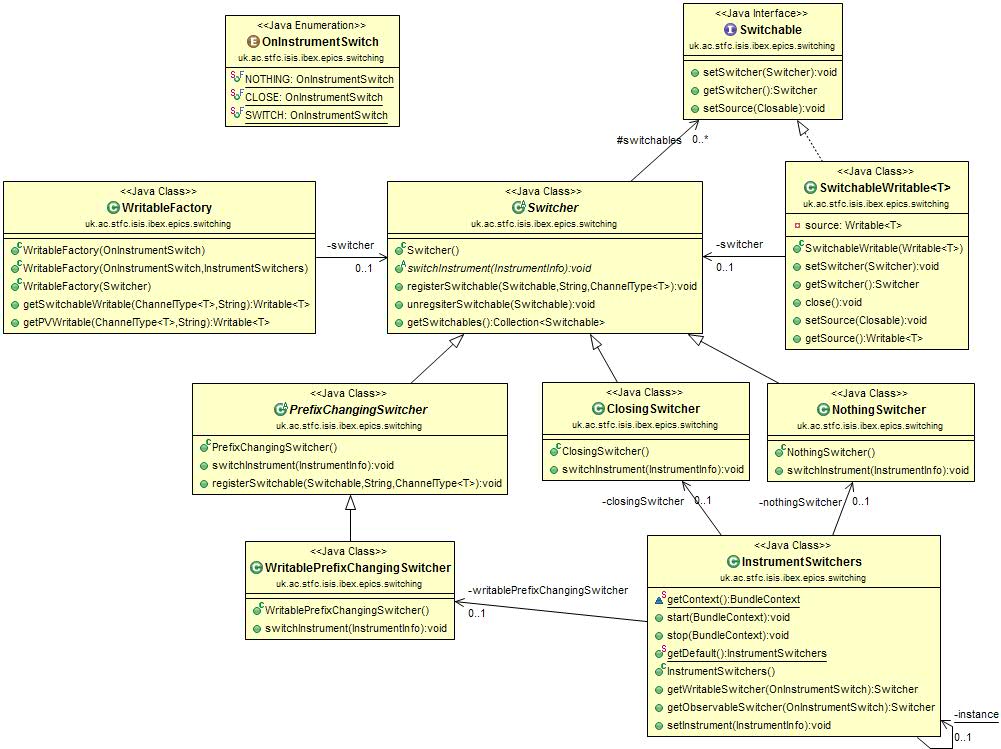 <<Java Enumeration>>
OnInstrumentSwitch
uk.ac.stfc.isis.ibex.epics.switching
NOTHING: OnInstrumentSwitch
CLOSE: OnInstrumentSwitch
SWITCH: OnInstrumentSwitch
<<Java Interface>>
Switchable
uk.ac.stfc.isis.ibex.epics.switching
setSwitcher(Switcher):void
getSwitcher():Switcher
setSource(Closable):void
#switchables
0..*
<<Java Class>>
WritableFactory
uk.ac.stfc.isis.ibex.epics.switching
WritableFactory(OnInstrumentSwitch)
WritableFactory(OnInstrumentSwitch,InstrumentSwitchers)
WritableFactory(Switcher)
getSwitchableWritable(ChannelType<T>,String):Writable<T>
getPVWritable(ChannelType<T>,String):Writable<T>
-switcher
0..1
<<Java Class>>
Switcher
uk.ac.stfc.isis.ibex.epics.switching
Switcher()
switchInstrument(InstrumentInfo):void
registerSwitchable(Switchable,String,ChannelType<T>):void
unregsiterSwitchable(Switchable):void
getSwitchables():Collection<Switchable>
-switcher
0..1
<<Java Class>>
SwitchableWritable<T>
uk.ac.stfc.isis.ibex.epics.switching
source: Writable<T>
SwitchableWritable(Writable<T>)
setSwitcher(Switcher):void
getSwitcher():Switcher
close():void
setSource(Closable):void
getSource():Writable<T>
<<Java Class>>
PrefixChangingSwitcher
uk.ac.stfc.isis.ibex.epics.switching
PrefixChangingSwitcher()
switchInstrument(InstrumentInfo):void
registerSwitchable(Switchable,String,ChannelType<T>):void
<<Java Class>>
ClosingSwitcher
uk.ac.stfc.isis.ibex.epics.switching
ClosingSwitcher()
switchInstrument(InstrumentInfo):void
<<Java Class>>
NothingSwitcher
uk.ac.stfc.isis.ibex.epics.switching
NothingSwitcher()
switchInstrument(InstrumentInfo):void
-closingSwitcher
0..1
-nothingSwitcher
0..1
<<Java Class>>
WritablePrefixChangingSwitcher
uk.ac.stfc.isis.ibex.epics.switching
WritablePrefixChangingSwitcher()
switchInstrument(InstrumentInfo):void
-writablePrefixChangingSwitcher
0..1
<<Java Class>>
InstrumentSwitchers
uk.ac.stfc.isis.ibex.epics.switching
getContext():BundleContext
start(BundleContext):void
stop(BundleContext):void
getDefault():InstrumentSwitchers
InstrumentSwitchers()
getWritableSwitcher(OnInstrumentSwitch):Switcher
getObservableSwitcher(OnInstrumentSwitch):Switcher
setInstrument(InstrumentInfo):void
-instance
0..1